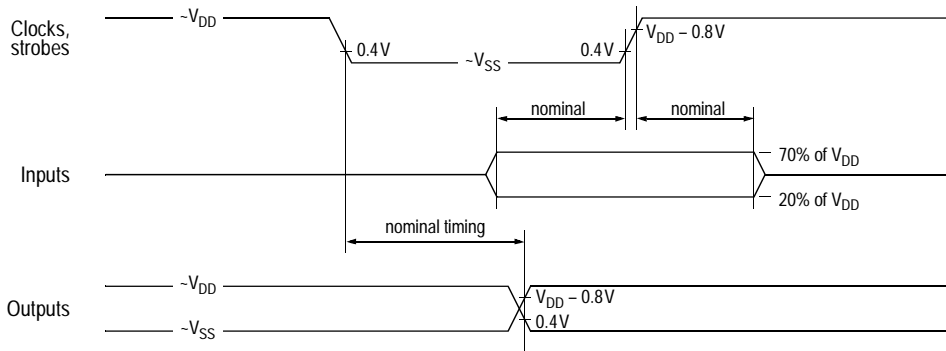 Clocks,
strobes
~VDD
0.4V
~VSS
0.4V
VDD – 0.8V
nominal
nominal
Inputs
70% of VDD
20% of VDD
nominal timing
Outputs
~VDD
~VSS
VDD – 0.8V
0.4V